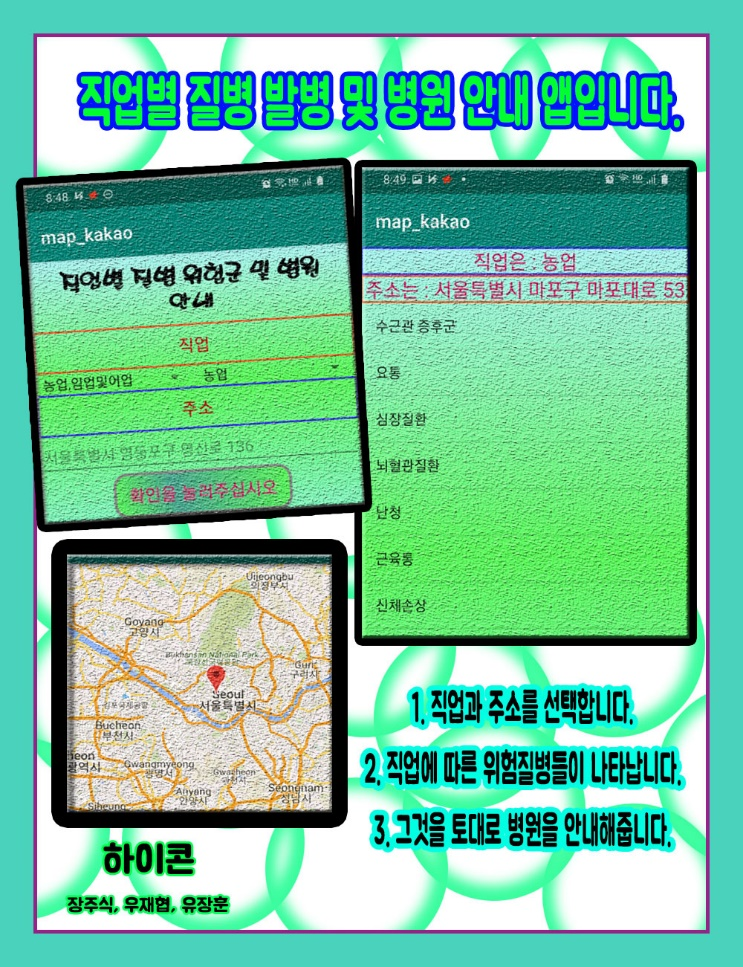 직업별 질병 발병 및 병원 안내 앱입니다.
8:48
map_kakao
직업별 질병 위험군 및 병원
안내
직업
농업,임업및어업 농업
주소
서울특별시 영등포구 영신로 136
확인을 눌러주십시오
8:49
map_kakao
직업은 : 농업
주소는 : 서울특별시 마포구 마포대로 53
수근관 증후군
요통
심장질환
뇌혈관질환
난청
근육통
신체손상
Uijeongbu
의정부시
Goyang
고양시
Bukhansan National Park
북한산국립공원
Guri
구리시
Seoul
서울특별시
김포국제공항
Bucheon
부천시
heon
광역시
Gwangmyeong
광명시
Gwacheon
과천시
Anyang
안양시
Seongnam
성남시
Siheung
1. 직업과 주소를 선택합니다.
2. 직업에 따른 위험질병들이 나타납니다.
3. 그것을 토대로 병원을 안내해줍니다.
하이콘
장주식, 우재협, 유장훈